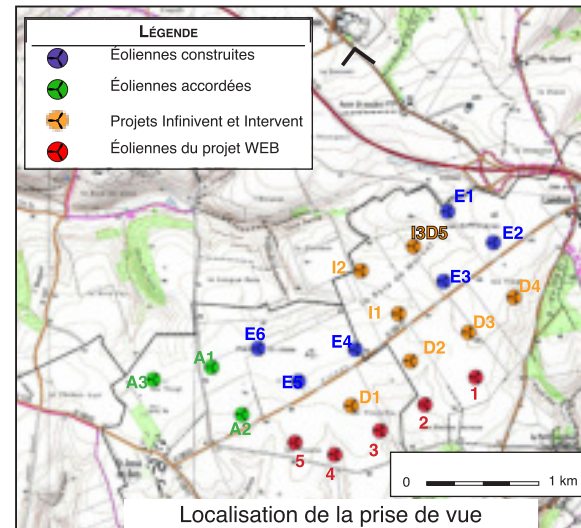 LÉGENDE
Éoliennes construites
Éoliennes accordées
Projets Infinivent et Intervent
Éoliennes du projet WEB
E1
I3D5
E2
I2
E3
D4
I1
D3
E6
E4
D2
A1
A3
E5
D1
1
A2
2
3
5
4
0
1 km
Localisation de la prise de vue